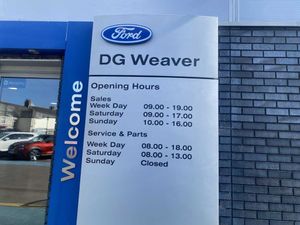 Ford
DG Weaver
Opening Hours
Sales
Week Day 09.00 - 19.00
Saturday 09.00 - 17.00
Sunday 10.00 - 16.00
Service & Parts
Week Day 08.00 - 18.00
Saturday 08.00 - 13.00
Sunday Closed
Welcome